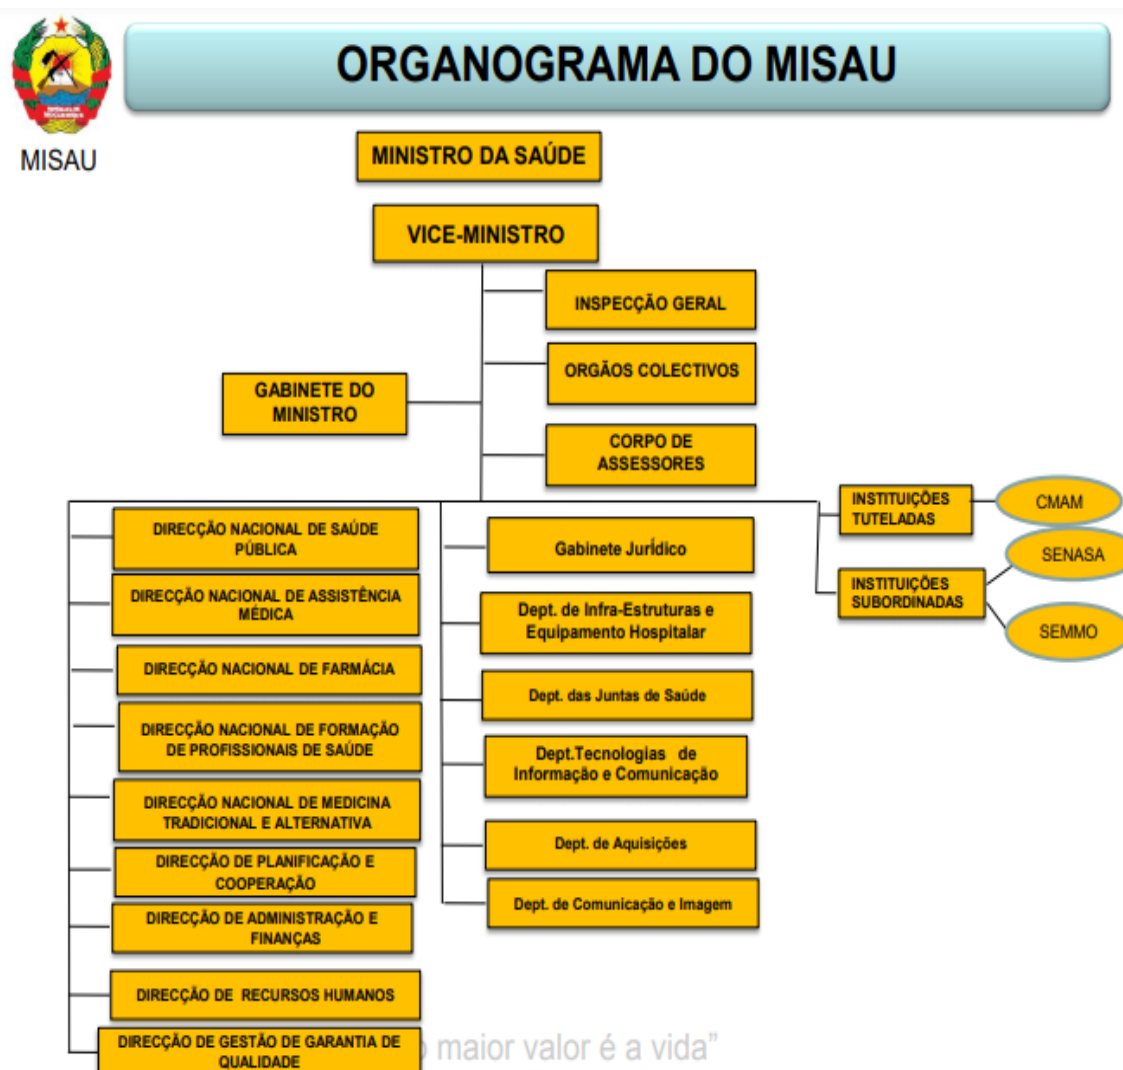 ORGANOGRAMA DO MISAU
MISAU
MINISTRO DA SAÚDE
VICE-MINISTRO
INSPECÇÃO GERAL
ORGÃOS COLECTIVOS
GABINETE DO
MINISTRO
CORPO DE
ASSESSORES
INSTITUIÇÕES
TUTELADAS
CMAM
INSTITUIÇÕES
SUBORDINADAS
SENASA
SEMMO
DIRECÇÃO NACIONAL DE SAÚDE
PÚBLICA
DIRECÇÃO NACIONAL DE ASSISTÊNCIA
MÉDICA
DIRECÇÃO NACIONAL DE FARMÁCIA
DIRECÇÃO NACIONAL DE FORMAÇÃO
DE PROFISSIONAIS DE SAÚDE
DIRECÇÃO NACIONAL DE MEDICINA
TRADICIONAL E ALTERNATIVA
DIRECÇÃO DE PLANIFICAÇÃO E
COOPERAÇÃO
DIRECÇÃO DE ADMINISTRAÇÃO E
FINANÇAS
DIRECÇÃO DE RECURSOS HUMANOS
DIRECÇÃO DE GESTÃO DE GARANTIA DE
QUALIDADE
Gabinete Jurídico
Dept. de Infra-Estruturas e
Equipamento Hospitalar
Dept. das Juntas de Saúde
Dept.Tecnologias de
Informação e Comunicação
Dept. de Aquisições
Dept. de Comunicação e Imagem
maior valor é a vida”